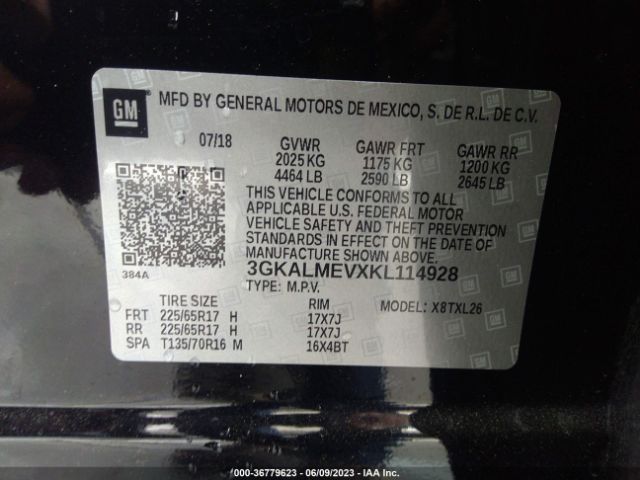 GM MFD BY GENERAL MOTORS DE MEXICO, S. DE R.L. DE C.V.
07/18 GVWR GAWR FRT GAWR RR
2025 KG 1175 KG 1200 KG
4464 LB 2590 LB 2645 LB
THIS VEHICLE CONFORMS TO ALL
APPLICABLE U.S. FEDERAL MOTOR
VEHICLE SAFETY AND THEFT PREVENTION
STANDARDS IN EFFECT ON THE DATE OF
MANUFACTURE SHOWN ABOVE.
384A 3GKALMEVXKL114928
TYPE: M.P.V.
TIRE SIZE RIM MODEL: X8TXL26
FRT 225/65R17 H 17X7J
RR 225/65R17 H 17X7J
SPA T135/70R16 M 16X4BT
000-36779623 - 06/09/2023 - IAA Inc.